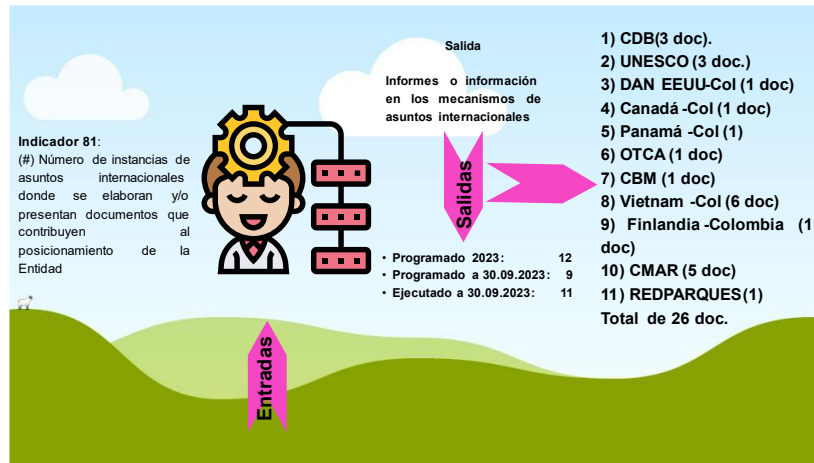 Indicador 81:
(#) Número de instancias de
asuntos internacionales
donde se elaboran y/o
presentan documentos que
contribuyen al
posicionamiento de la
Entidad
Salida
Informes o información
en los mecanismos de
asuntos internacionales
Salidas
• Programado 2023: 12
• Programado a 30.09.2023: 9
• Ejecutado a 30.09.2023: 11
Entradas
1) CDB(3 doc).
2) UNESCO (3 doc.)
3) DAN EEUU-Col (1 doc)
4) Canadá -Col (1 doc)
5) Panamá -Col (1)
6) OTCA (1 doc)
7) CBM (1 doc)
8) Vietnam -Col (6 doc)
9) Finlandia -Colombia (1
doc)
10) CMAR (5 doc)
11) REDPARQUES(1)
Total de 26 doc.